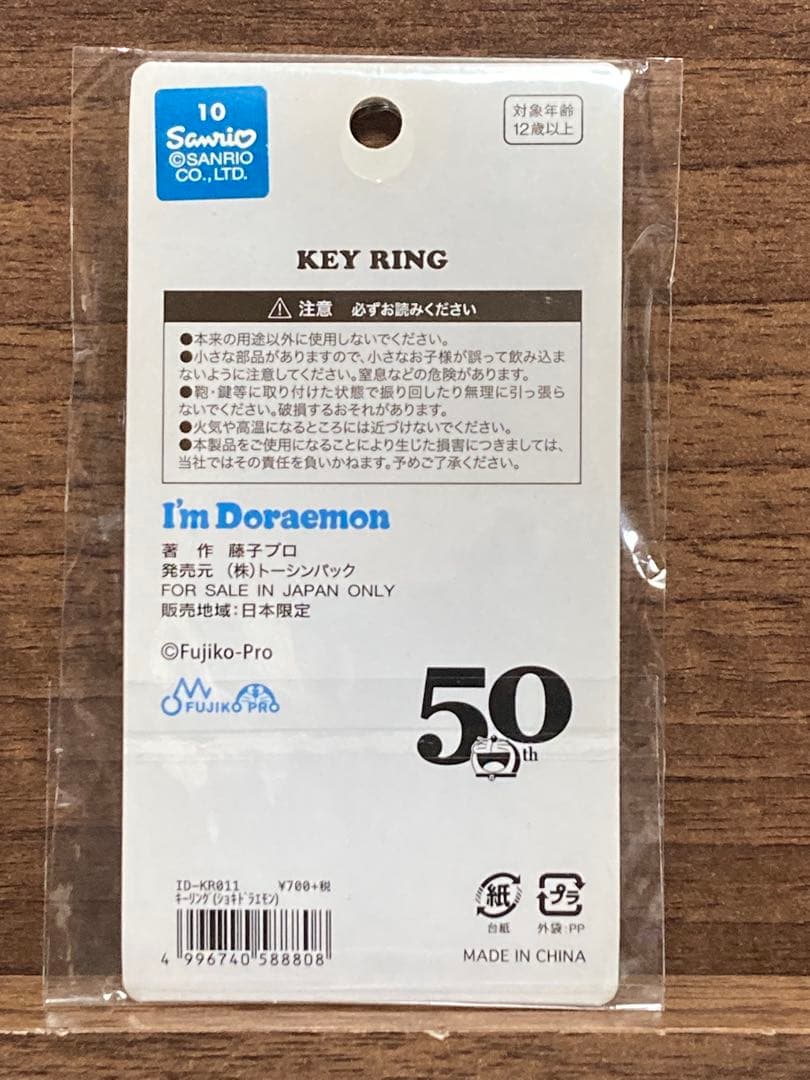 10
Sanrio
©SANRIO
CO.,LTD.
対象年齢
12歳以上
KEY RING
注意 必ずお読みください
●本来の用途以外に使用しないでください。
●小さな部品がありますので、小さなお子様が誤って飲み込ま
ないように注意してください。窒息などの危険があります。
●鞄・鍵等に取り付けた状態で振り回したり無理に引っ張ら
ないでください。破損するおそれがあります。
●火気や高温になるところには近づけないでください。
●本製品をご使用になることにより生じた損害につきましては、
当社ではその責任を負いかねます。予めご了承ください。
I'm Doraemon
著 作 藤子プロ
発売元 (株)トーシンパック
FOR SALE IN JAPAN ONLY
販売地域:日本限定
©Fujiko-Pro
FUJIKO PRO
50th
ID-KR011 ¥700+税
ｷｰﾘﾝｸﾞ(ｼｮｷﾄﾞﾗｴﾓﾝ)
4 996740 588808
紙
台紙
プラ
外袋:PP
MADE IN CHINA